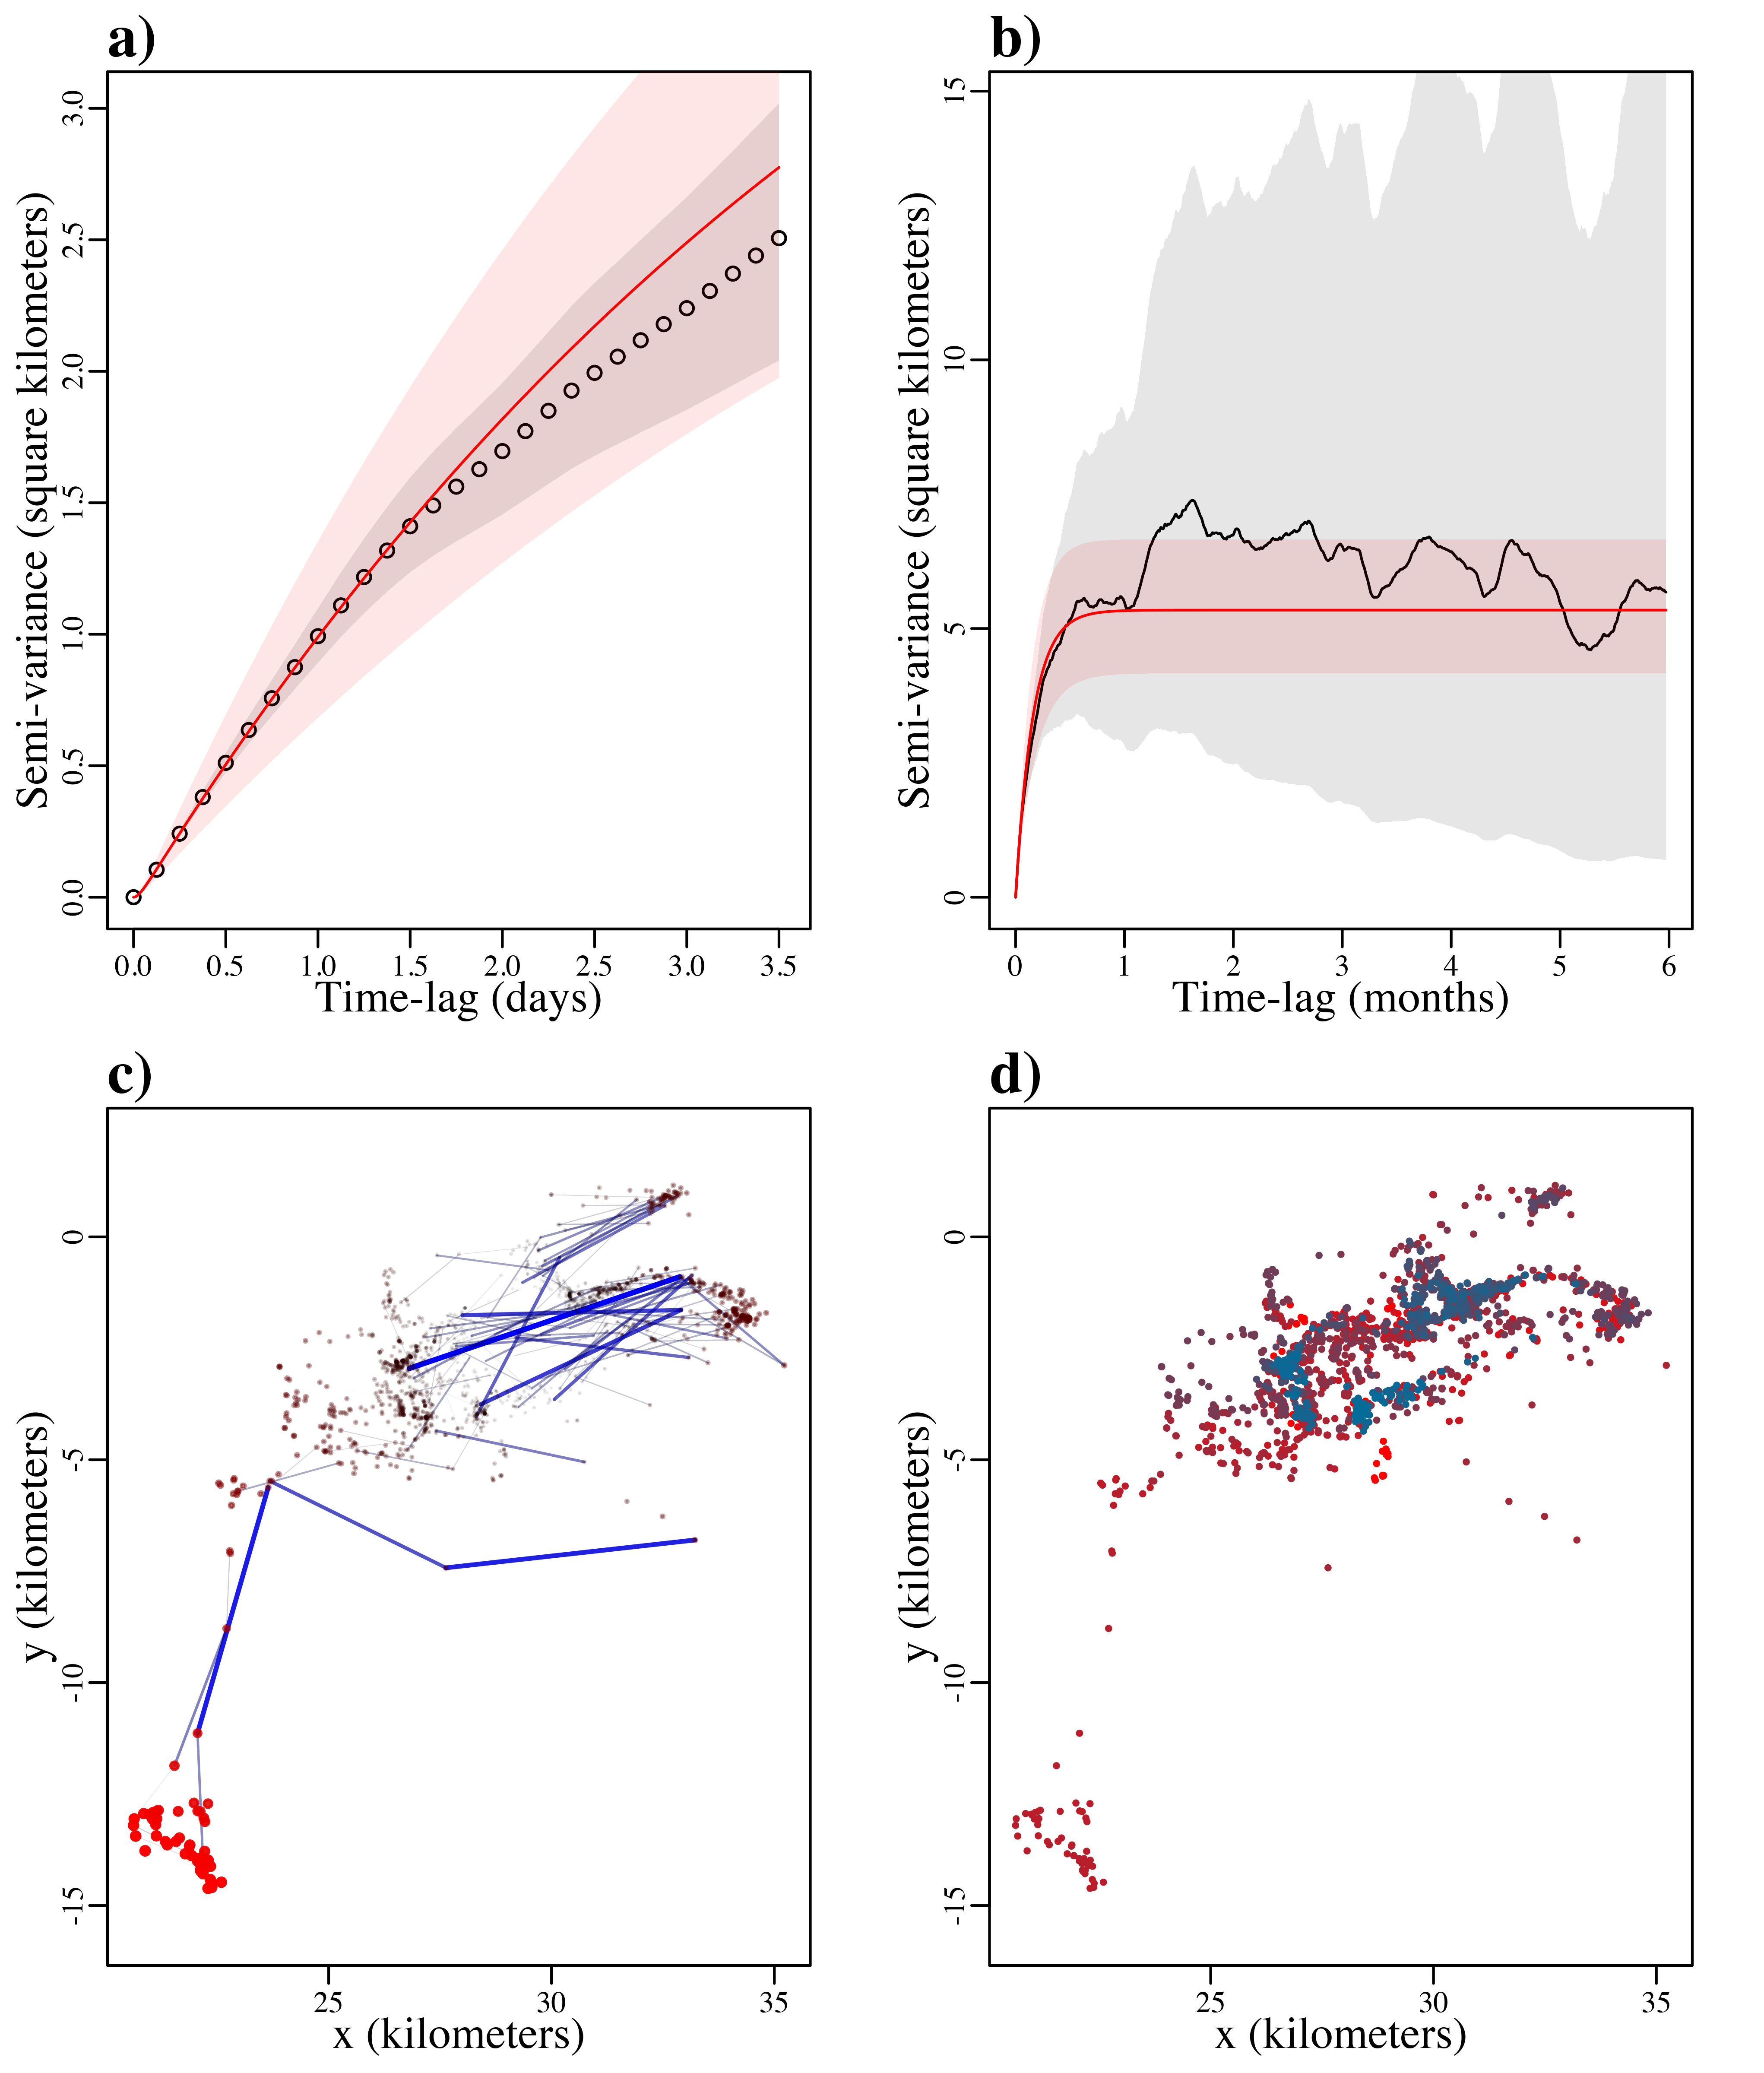 a)
Semi-variance (square kilometers)
0.0 0.5 1.0 1.5 2.0 2.5 3.0
0.0 0.5 1.0 1.5 2.0 2.5 3.0 3.5
Time-lag (days)
b)
Semi-variance (square kilometers)
0 5 10 15
0 1 2 3 4 5 6
Time-lag (months)
c)
y (kilometers)
-15 -10 -5 0
25 30 35
x (kilometers)
d)
y (kilometers)
-15 -10 -5 0
25 30 35
x (kilometers)